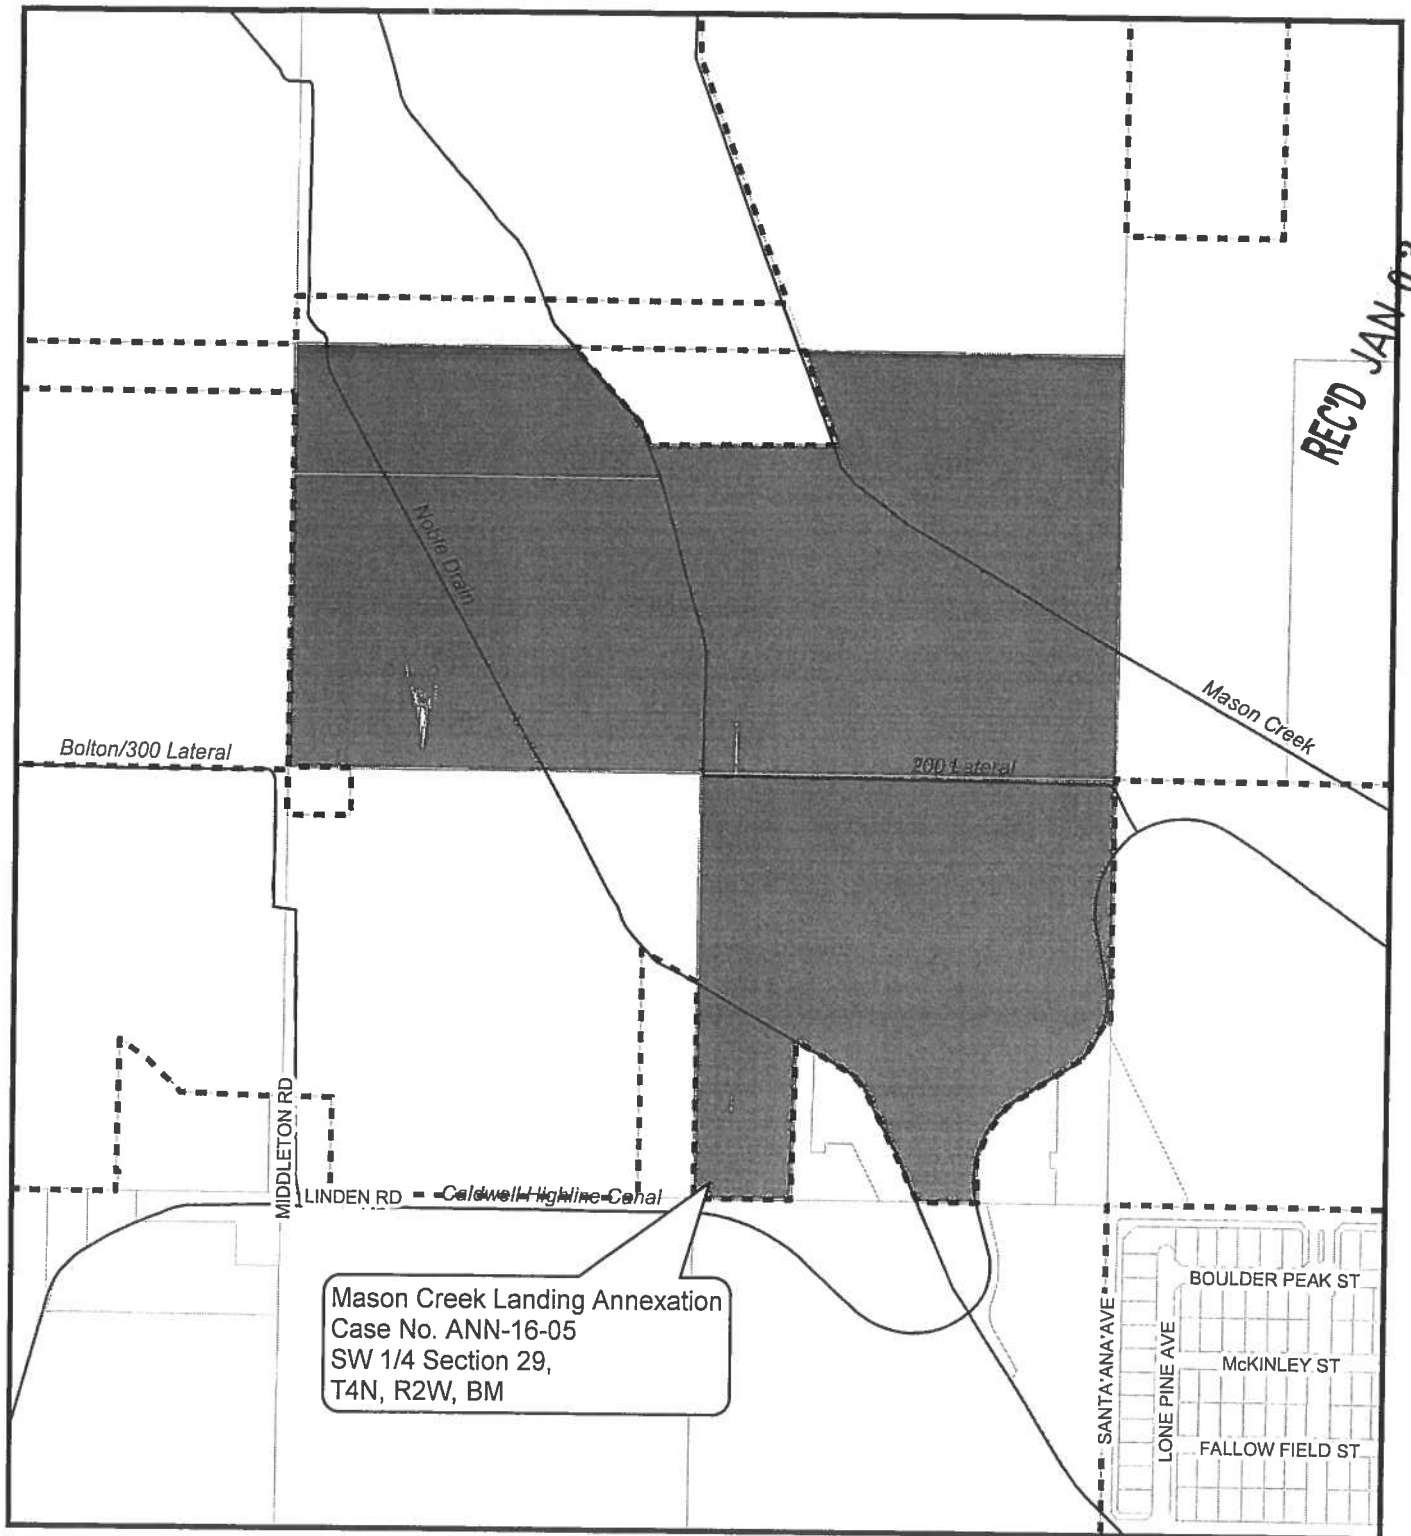 REC'D JAN
Noble Drain
Mason Creek
Bolton/300 Lateral
200 Lateral
MIDDLETON RD
LINDEN RD
Caldwell Highline Canal
Mason Creek Landing Annexation
Case No. ANN-16-05
SW 1/4 Section 29,
T4N, R2W, BM
SANTA ANA AVE
LONE PINE AVE
BOULDER PEAK ST
McKINLEY ST
FALLOW FIELD ST